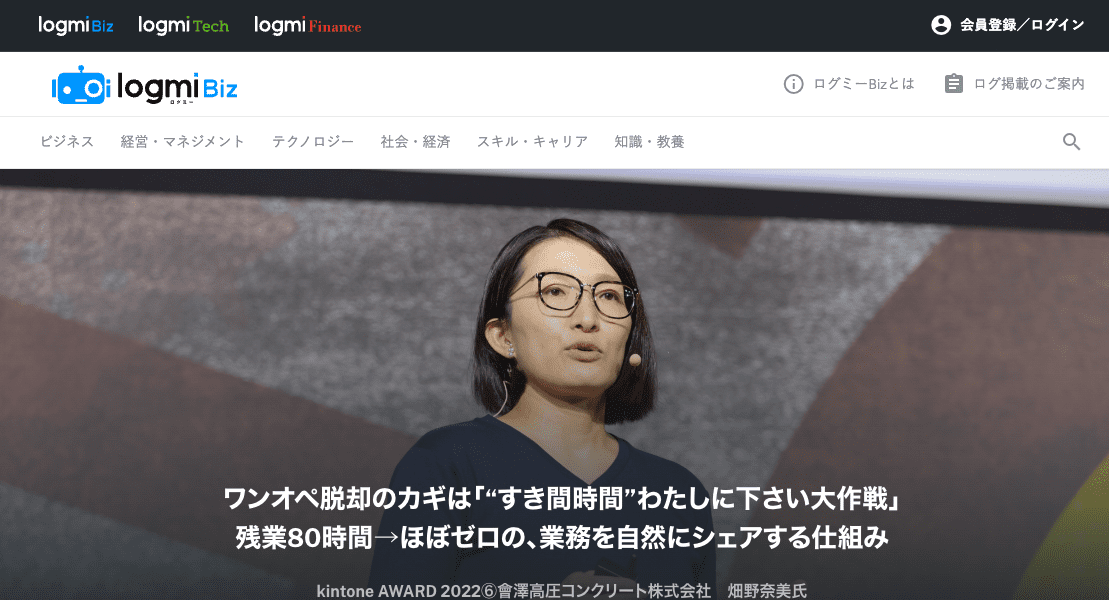 logmi Biz logmi Tech logmi Finance 会員登録／ログイン
logmi Biz ログミーBizとは ログ掲載のご案内
ログミー
ビジネス 経営・マネジメント テクノロジー 社会・経済 スキル・キャリア 知識・教養
ワンオペ脱却のカギは「“すき間時間”わたしに下さい大作戦」
残業80時間→ほぼゼロの、業務を自然にシェアする仕組み
kintone AWARD 2022⑥會澤高圧コンクリート株式会社　畑野奈美氏